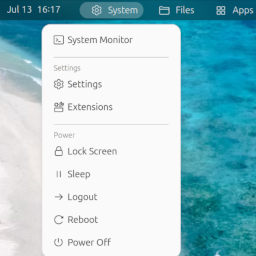 Jul 13 16:17 System Files Apps
System Monitor
Settings
Settings
Extensions
Power
Lock Screen
Sleep
Logout
Reboot
Power Off